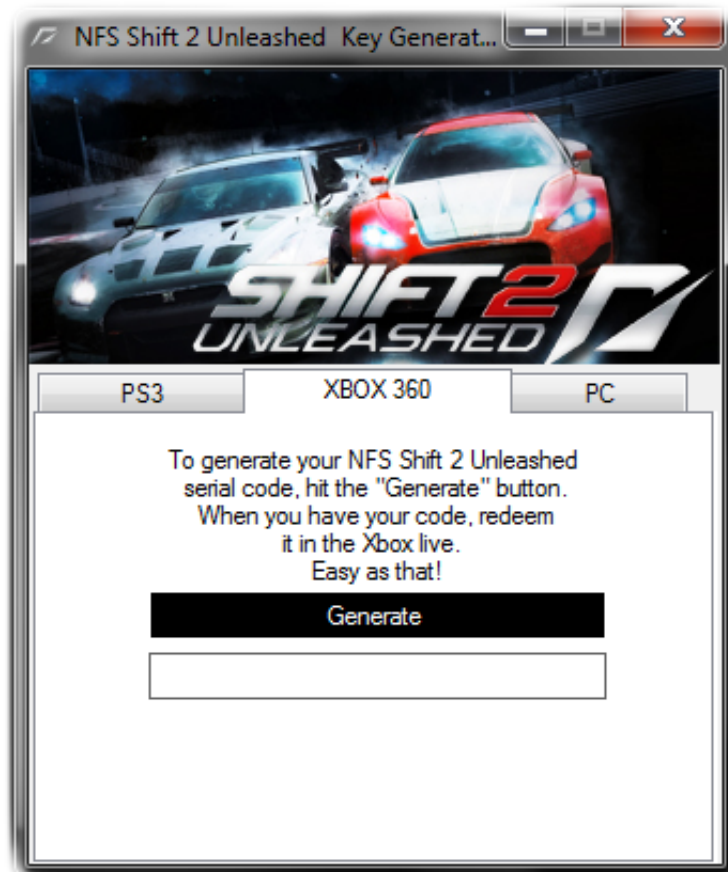 NFS Shift 2 Unleashed Key Generat...
SHIFT 2
UNLEASHED
PS3
XBOX 360
PC
To generate your NFS Shift 2 Unleashed
serial code, hit the "Generate" button.
When you have your code, redeem
it in the Xbox live.
Easy as that!
Generate